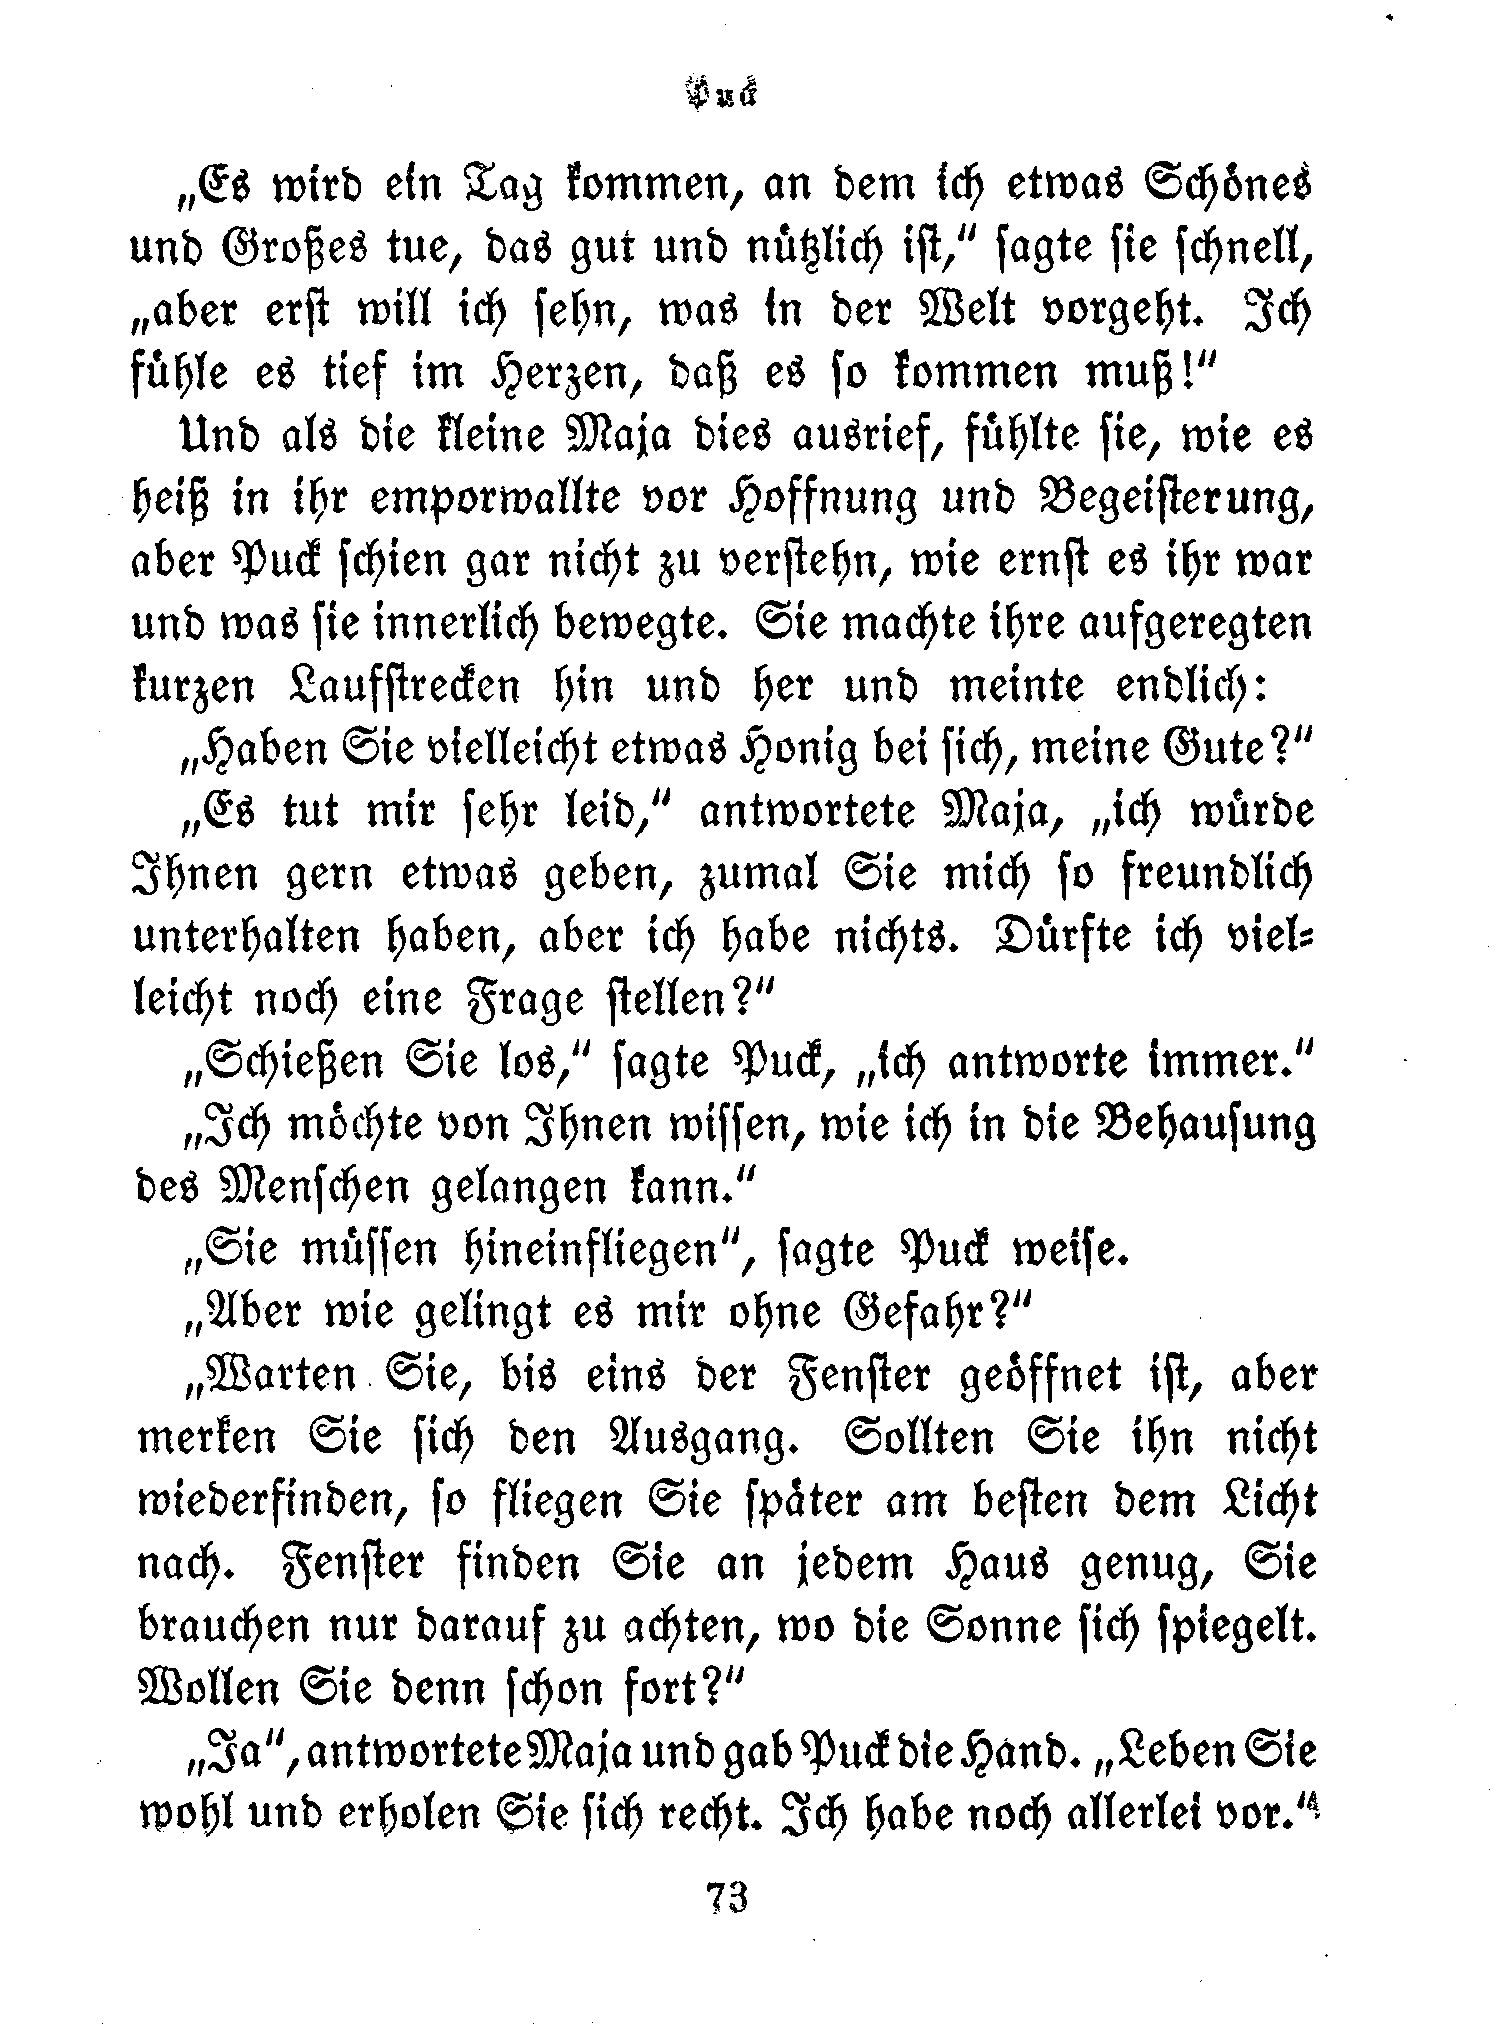 Puck
„Es wird ein Tag kommen, an dem ich etwas Schönes
und Großes tue, das gut und nützlich ist,“ sagte sie schnell,
„aber erst will ich sehn, was in der Welt vorgeht. Ich
fühle es tief im Herzen, daß es so kommen muß!“
Und als die kleine Maja dies ausrief, fühlte sie, wie es
heiß in ihr emporwallte vor Hoffnung und Begeisterung,
aber Puck schien gar nicht zu verstehn, wie ernst es ihr war
und was sie innerlich bewegte. Sie machte ihre aufgeregten
kurzen Laufstrecken hin und her und meinte endlich:
„Haben Sie vielleicht etwas Honig bei sich, meine Gute?“
„Es tut mir sehr leid,“ antwortete Maja, „ich würde
Ihnen gern etwas geben, zumal Sie mich so freundlich
unterhalten haben, aber ich habe nichts. Dürfte ich viel-
leicht noch eine Frage stellen?“
„Schießen Sie los,“ sagte Puck, „ich antworte immer.“
„Ich möchte von Ihnen wissen, wie ich in die Behausung
des Menschen gelangen kann.“
„Sie müssen hineinfliegen“, sagte Puck weise.
„Aber wie gelingt es mir ohne Gefahr?“
„Warten Sie, bis eins der Fenster geöffnet ist, aber
merken Sie sich den Ausgang. Sollten Sie ihn nicht
wiederfinden, so fliegen Sie später am besten dem Licht
nach. Fenster finden Sie an jedem Haus genug, Sie
brauchen nur darauf zu achten, wo die Sonne sich spiegelt.
Wollen Sie denn schon fort?“
„Ja“, antwortete Maja und gab Puck die Hand. „Leben Sie
wohl und erholen Sie sich recht. Ich habe noch allerlei vor.“
73